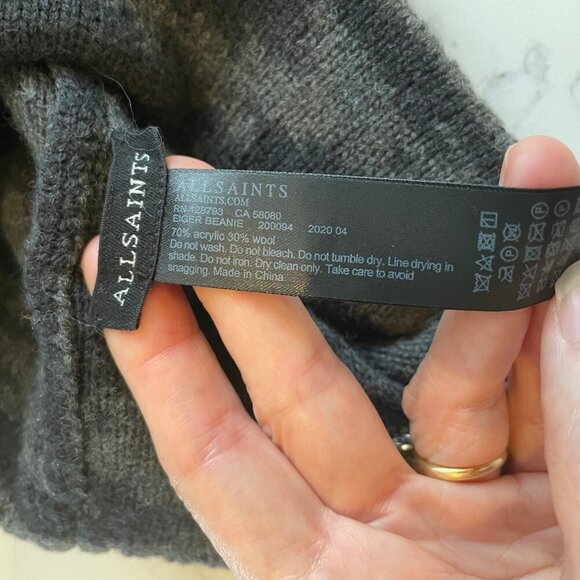 ALLSAINTS
ALLSAINTS
ALLSAINTS.COM
RN#128793 CA 58080
EIGER BEANIE 200094 2020 04
70% acrylic 30% wool
Do not wash. Do not bleach. Do not tumble dry. Line drying in
shade. Do not iron. Dry clean only. Take care to avoid
snagging. Made in China